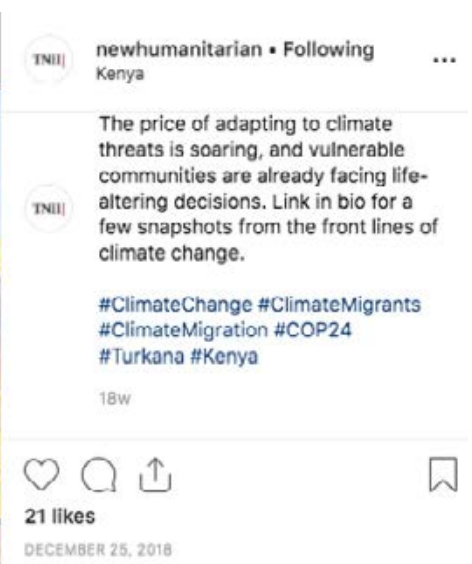 TNH|
newhumanitarian • Following
Kenya
The price of adapting to climate
threats is soaring, and vulnerable
communities are already facing life-
TNH|
altering decisions. Link in bio for a
few snapshots from the front lines of
climate change.
#ClimateChange #ClimateMigrants
#ClimateMigration #COP24
#Turkana #Kenya
18w
21 likes
DECEMBER 25, 2018